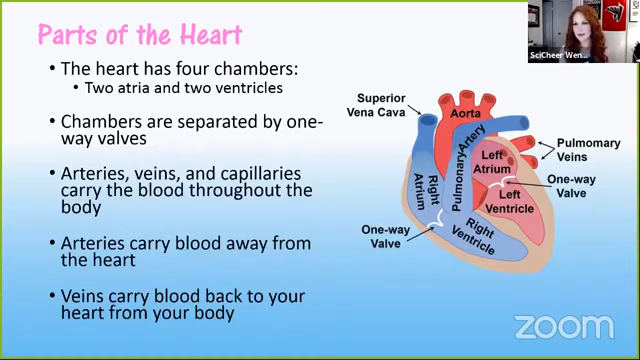 Parts of the Heart
• The heart has four chambers:
• Two atria and two ventricles
• Chambers are separated by one-
way valves
• Arteries, veins, and capillaries
carry the blood throughout the
body
• Arteries carry blood away from
the heart
• Veins carry blood back to your
heart from your body
Superior
Vena Cava
Aorta
Pulmonary Artery
Pulmomary
Veins
Left
Atrium
One-way
Valve
Left
Ventricle
Right
Atrium
Right
Ventricle
One-way
Valve
SciCheer Wen...
zoom